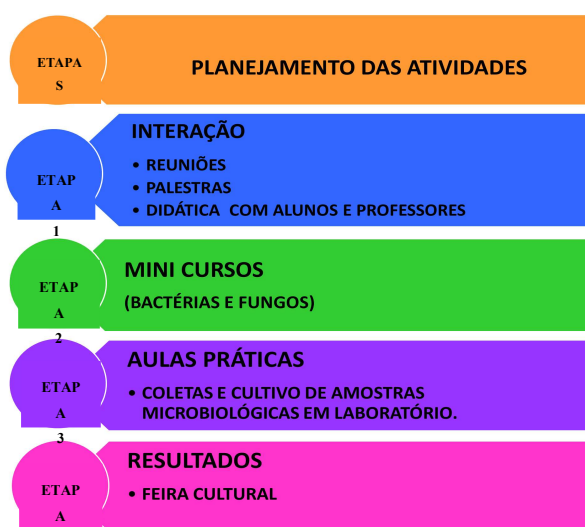 ETAPA
S
PLANEJAMENTO DAS ATIVIDADES
ETAP
A
1
INTERAÇÃO
• REUNIÕES
• PALESTRAS
• DIDÁTICA COM ALUNOS E PROFESSORES
ETAP
A
2
MINI CURSOS
(BACTÉRIAS E FUNGOS)
ETAP
A
3
AULAS PRÁTICAS
• COLETAS E CULTIVO DE AMOSTRAS
MICROBIOLÓGICAS EM LABORATÓRIO.
ETAP
A
RESULTADOS
• FEIRA CULTURAL